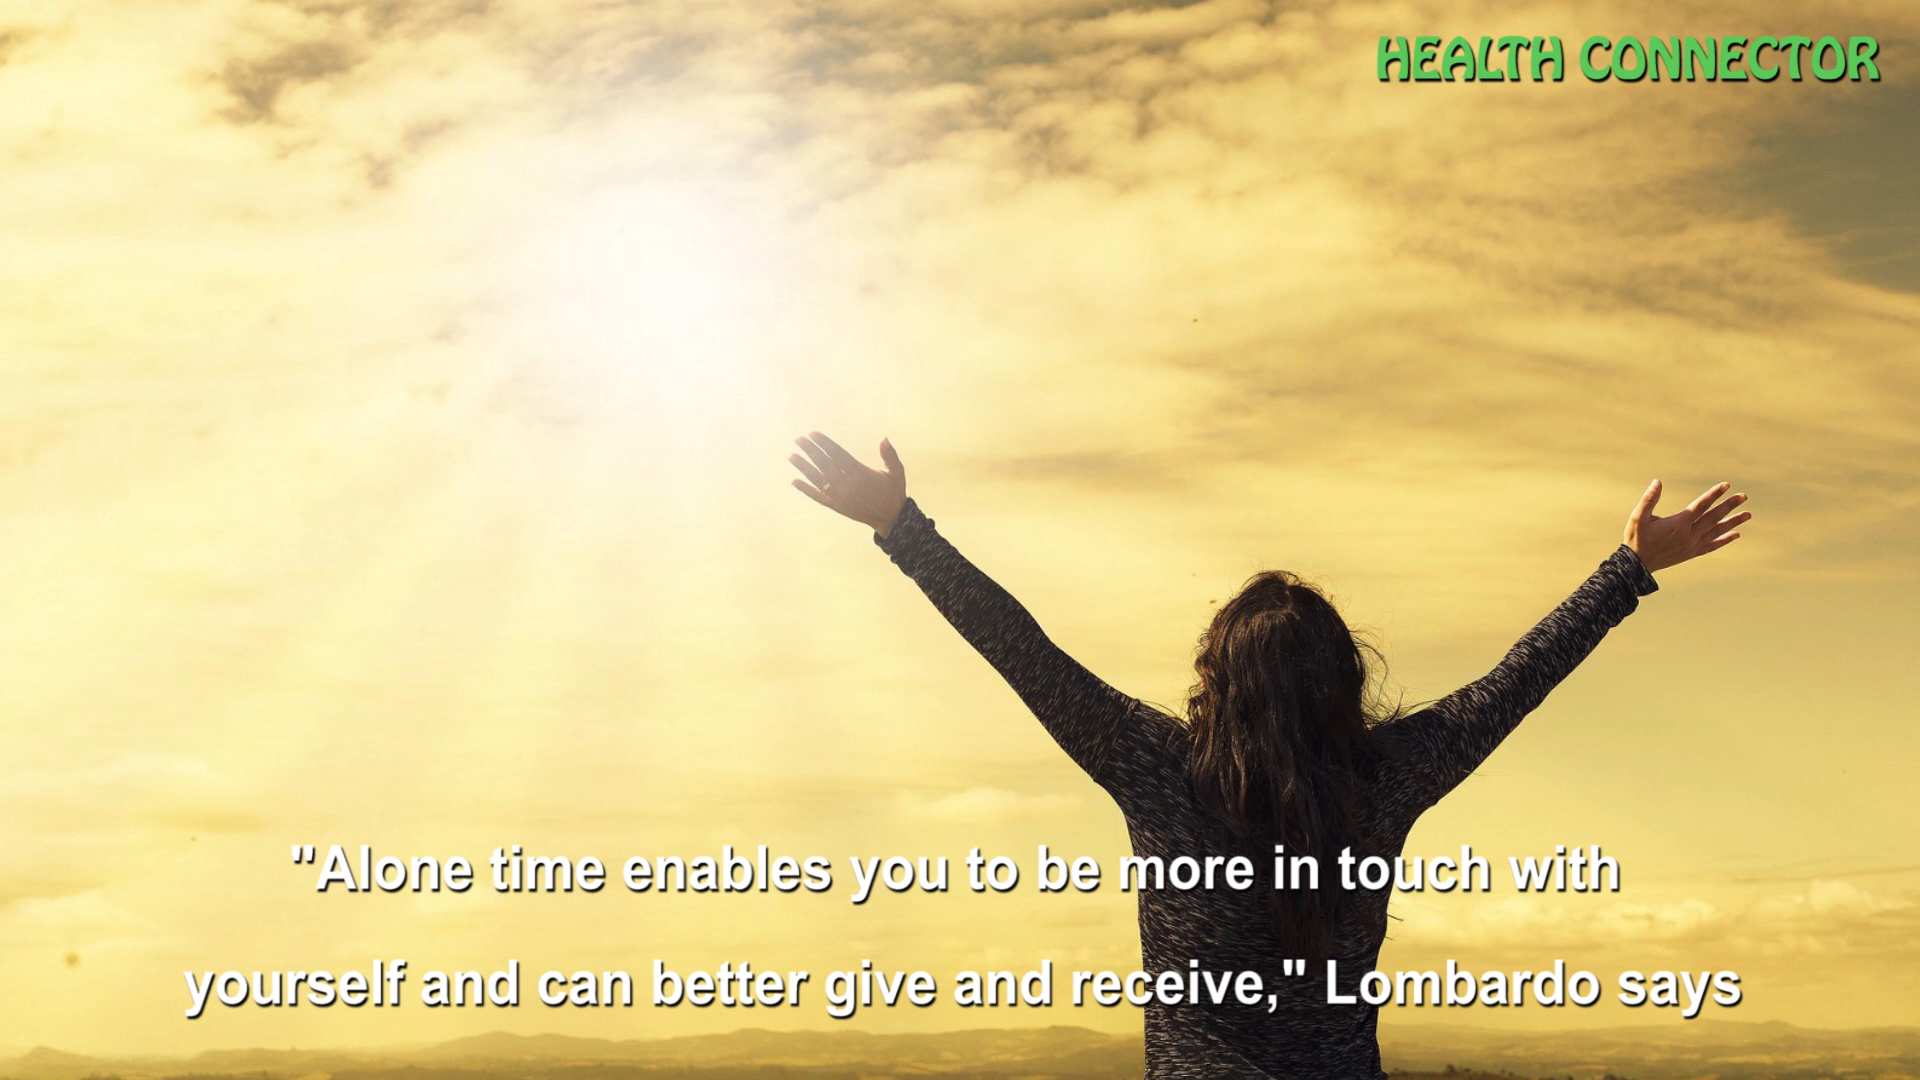 HEALTH CONNECTOR
"Alone time enables you to be more in touch with
yourself and can better give and receive," Lombardo says